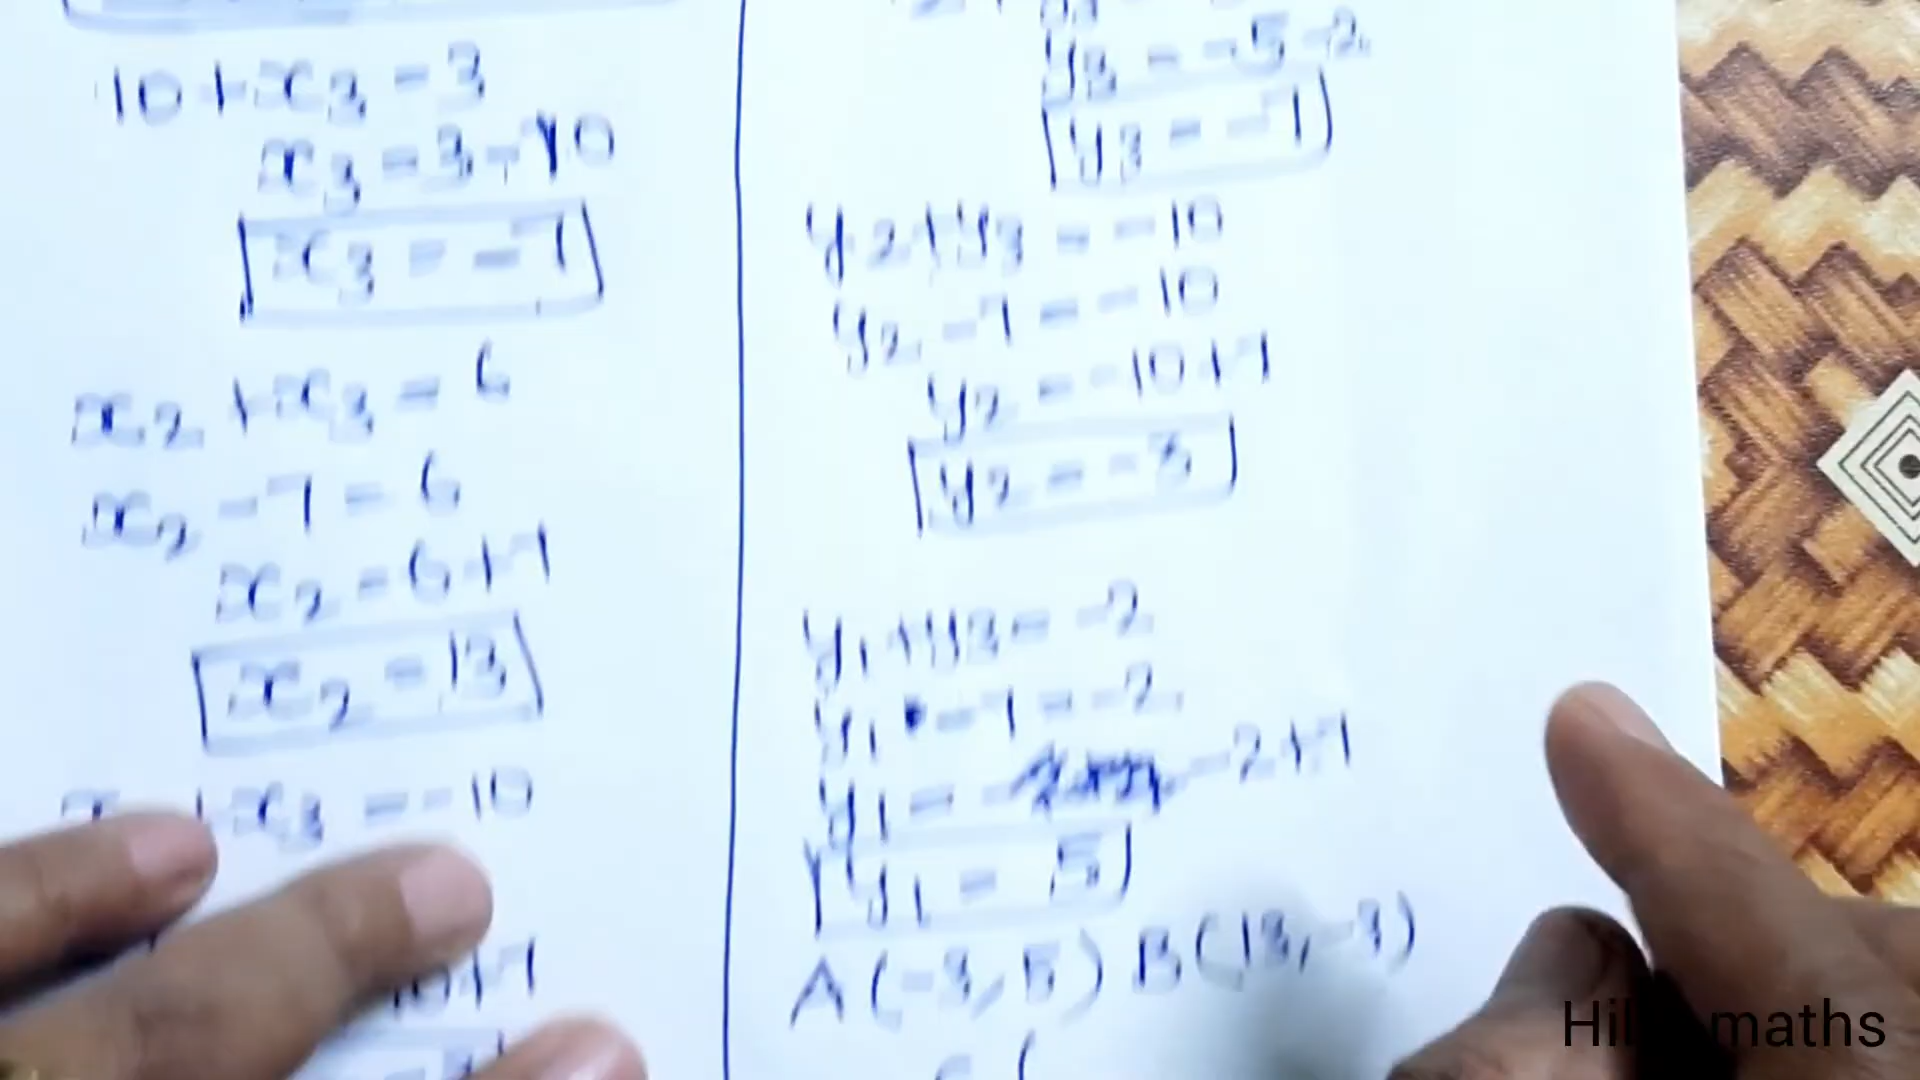 10 + x₃ = 3
x₃ = 3 - 10
x₃ = -7
x₂ + x₃ = 6
x₂ - 7 = 6
x₂ = 6 + 7
x₂ = 13
+ x₃ = -10
10 + 7
y₃ = -5 - 2
y₃ = -7
y₂ + y₃ = -10
y₂ - 7 = -10
y₂ = -10 + 7
y₂ = -3
y₁ + y₃ = -2
y₁ - 7 = -2
y₁ = -2 + 7
y₁ = 5
A(-3, 5) B(13, -3)
maths